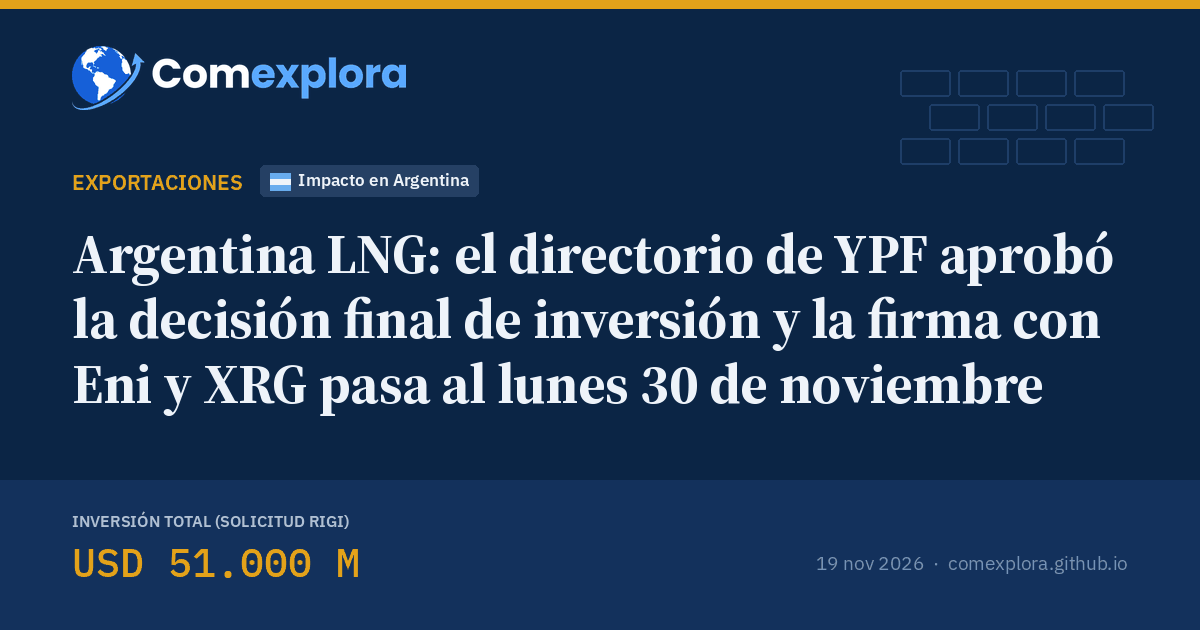 Comexplora
EXPORTACIONES
Impacto en Argentina
Argentina LNG: el directorio de YPF aprobó
la decisión final de inversión y la firma con
Eni y XRG pasa al lunes 30 de noviembre
INVERSIÓN TOTAL (SOLICITUD RIGI)
USD 51.000 M
19 nov 2026 · comexplora.github.io